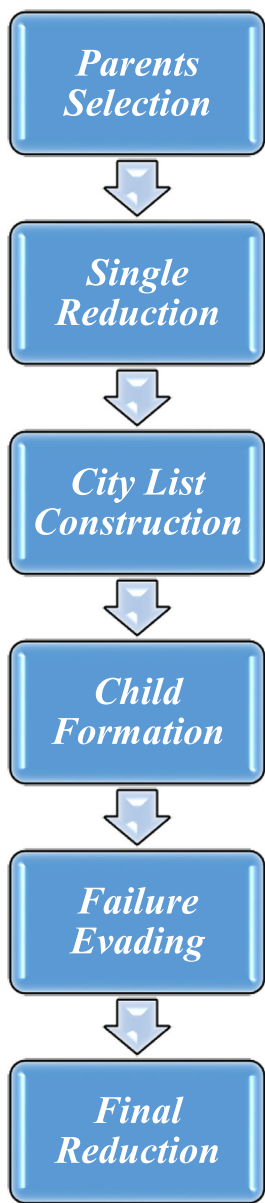 Parents
Selection
Single
Reduction
City List
Construction
Child
Formation
Failure
Evading
Final
Reduction